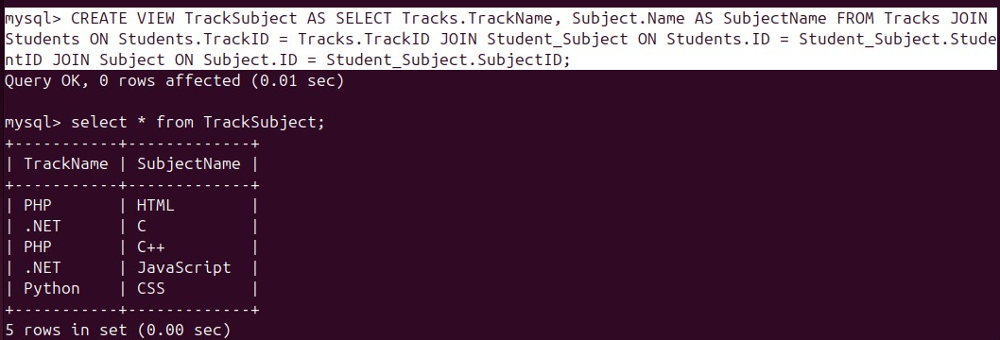 mysql> CREATE VIEW TrackSubject AS SELECT Tracks.TrackName, Subject.Name AS SubjectName FROM Tracks JOIN
Students ON Students.TrackID = Tracks.TrackID JOIN Student_Subject ON Students.ID = Student_Subject.Stude
ntID JOIN Subject ON Subject.ID = Student_Subject.SubjectID;
Query OK, 0 rows affected (0.01 sec)

mysql> select * from TrackSubject;
+-----------+-------------+
| TrackName | SubjectName |
+-----------+-------------+
| PHP       | HTML        |
| .NET      | C           |
| PHP       | C++         |
| .NET      | JavaScript  |
| Python    | CSS         |
+-----------+-------------+
5 rows in set (0.00 sec)